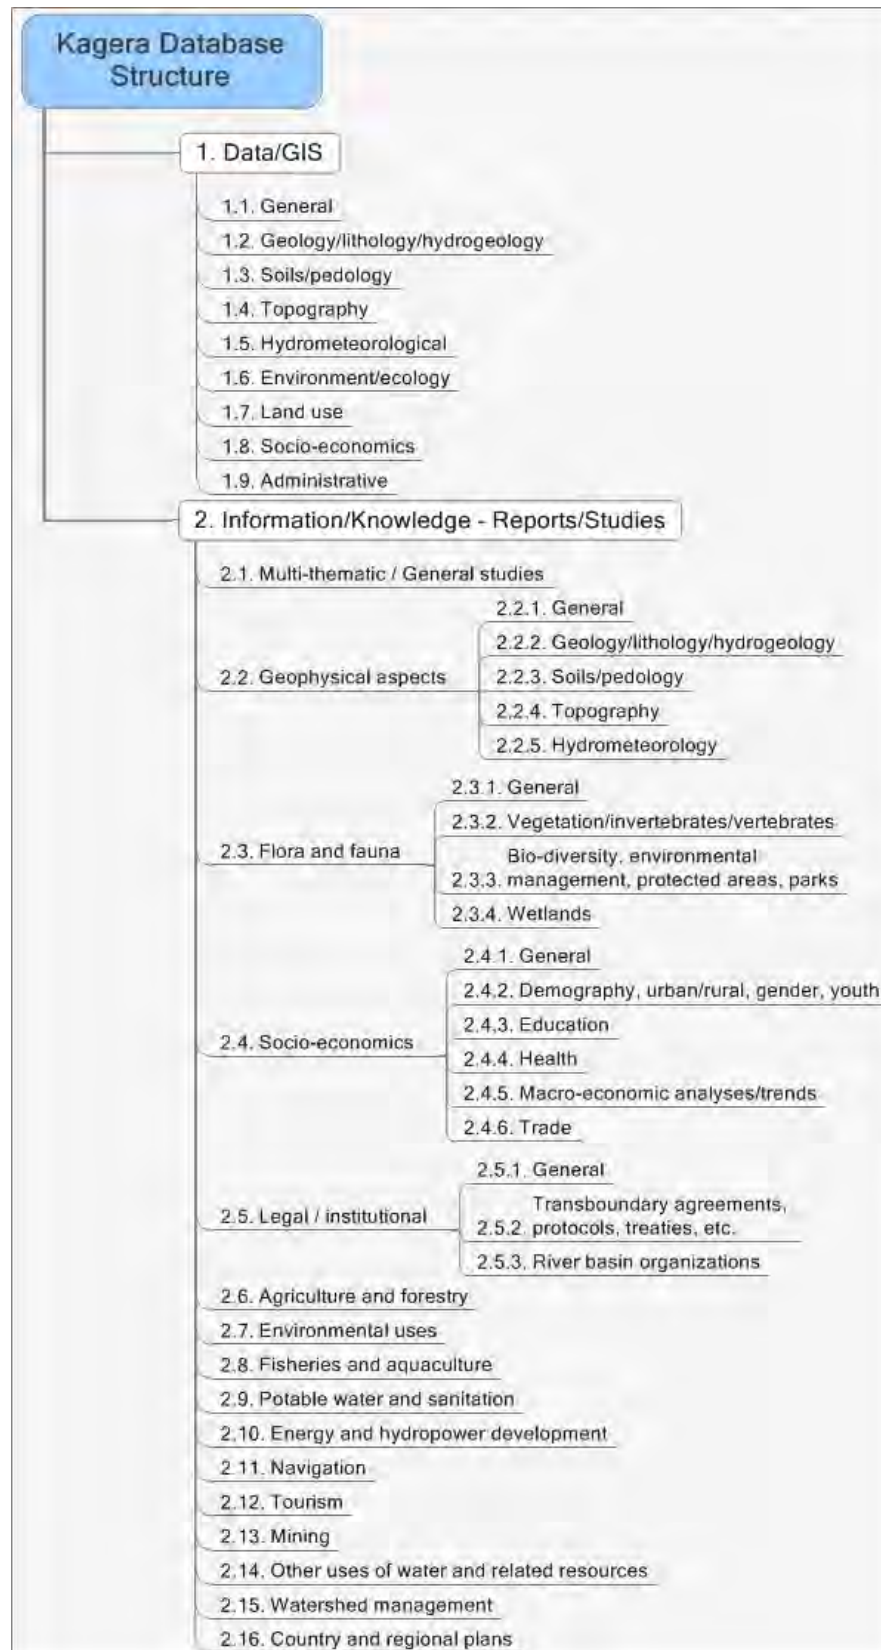 Kagera Database
Structure
1. Data/GIS
1.1. General
1.2. Geology/lithology/hydrogeology
1.3. Soils/pedology
1.4. Topography
1.5. Hydrometeorological
1.6. Environment/ecology
1.7. Land use
1.8. Socio-economics
1.9. Administrative
2. Information/Knowledge - Reports/Studies
2.1. Multi-thematic / General studies
2.2. Geophysical aspects
2.2.1. General
2.2.2. Geology/lithology/hydrogeology
2.2.3. Soils/pedology
2.2.4. Topography
2.2.5. Hydrometeorology
2.3. Flora and fauna
2.3.1. General
2.3.2. Vegetation/invertebrates/vertebrates
2.3.3. Bio-diversity, environmental
management, protected areas, parks
2.3.4. Wetlands
2.4. Socio-economics
2.4.1. General
2.4.2. Demography, urban/rural, gender, youth
2.4.3. Education
2.4.4. Health
2.4.5. Macro-economic analyses/trends
2.4.6. Trade
2.5. Legal / institutional
2.5.1. General
2.5.2. Transboundary agreements,
protocols, treaties, etc.
2.5.3. River basin organizations
2.6. Agriculture and forestry
2.7. Environmental uses
2.8. Fisheries and aquaculture
2.9. Potable water and sanitation
2.10. Energy and hydropower development
2.11. Navigation
2.12. Tourism
2.13. Mining
2.14. Other uses of water and related resources
2.15. Watershed management
2.16. Country and regional plans